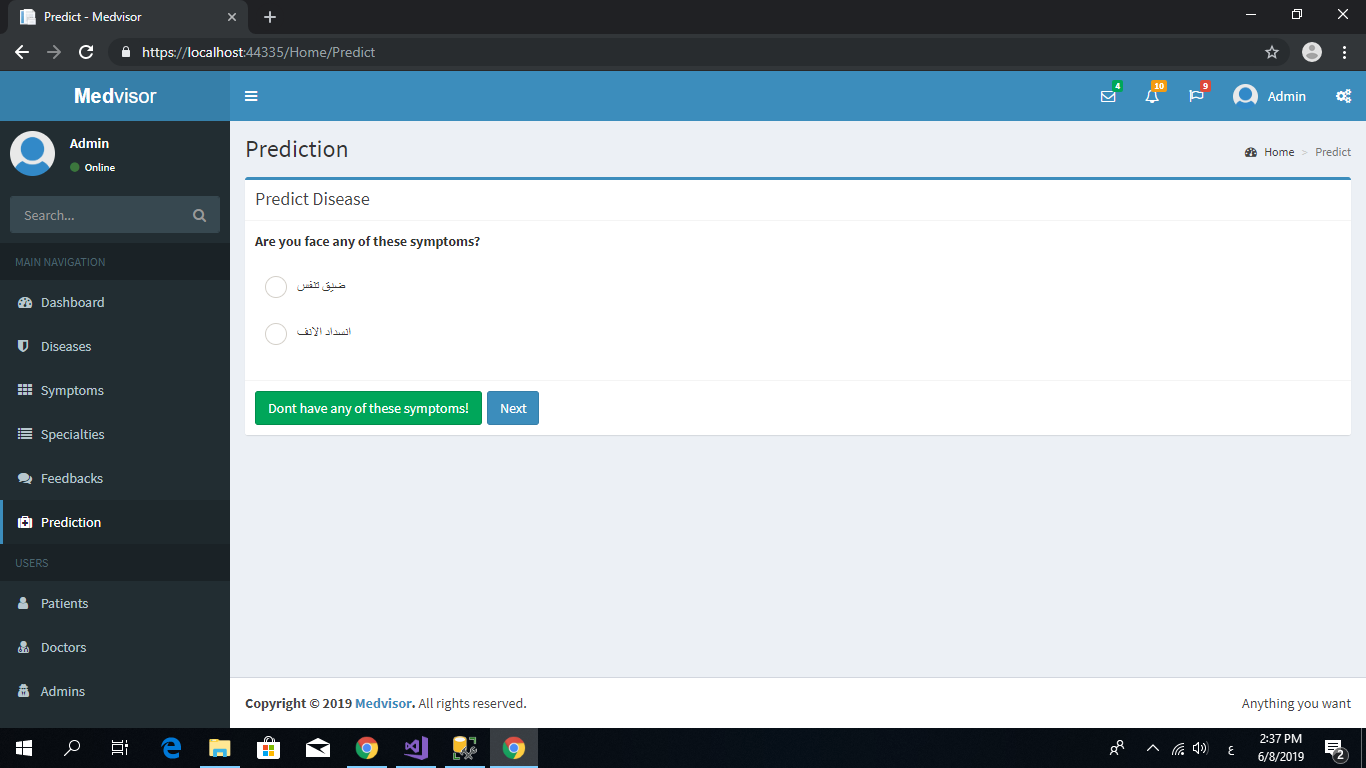 Predict - Medvisor
https://localhost:44335/Home/Predict
Medvisor
4
10
9
Admin
Admin
Online
Search...
MAIN NAVIGATION
Dashboard
Diseases
Symptoms
Specialties
Feedbacks
Prediction
USERS
Patients
Doctors
Admins
Prediction
Home > Predict
Predict Disease
Are you face any of these symptoms?
ضيق تنفس
انسداد الانف
Dont have any of these symptoms! Next
Copyright © 2019 Medvisor. All rights reserved.
Anything you want
ع
2:37 PM
6/8/2019
2